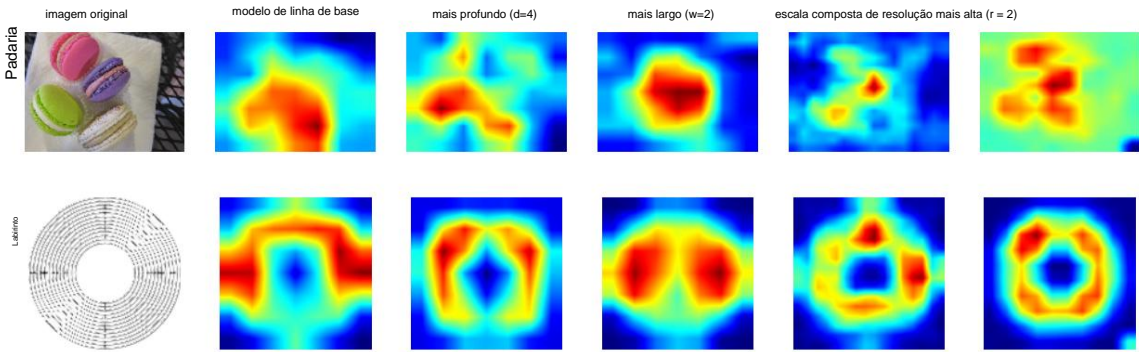 imagem original
modelo de linha de base
mais profundo (d=4)
mais largo (w=2)
escala composta de resolução mais alta (r = 2)
Padaria
Labirinto